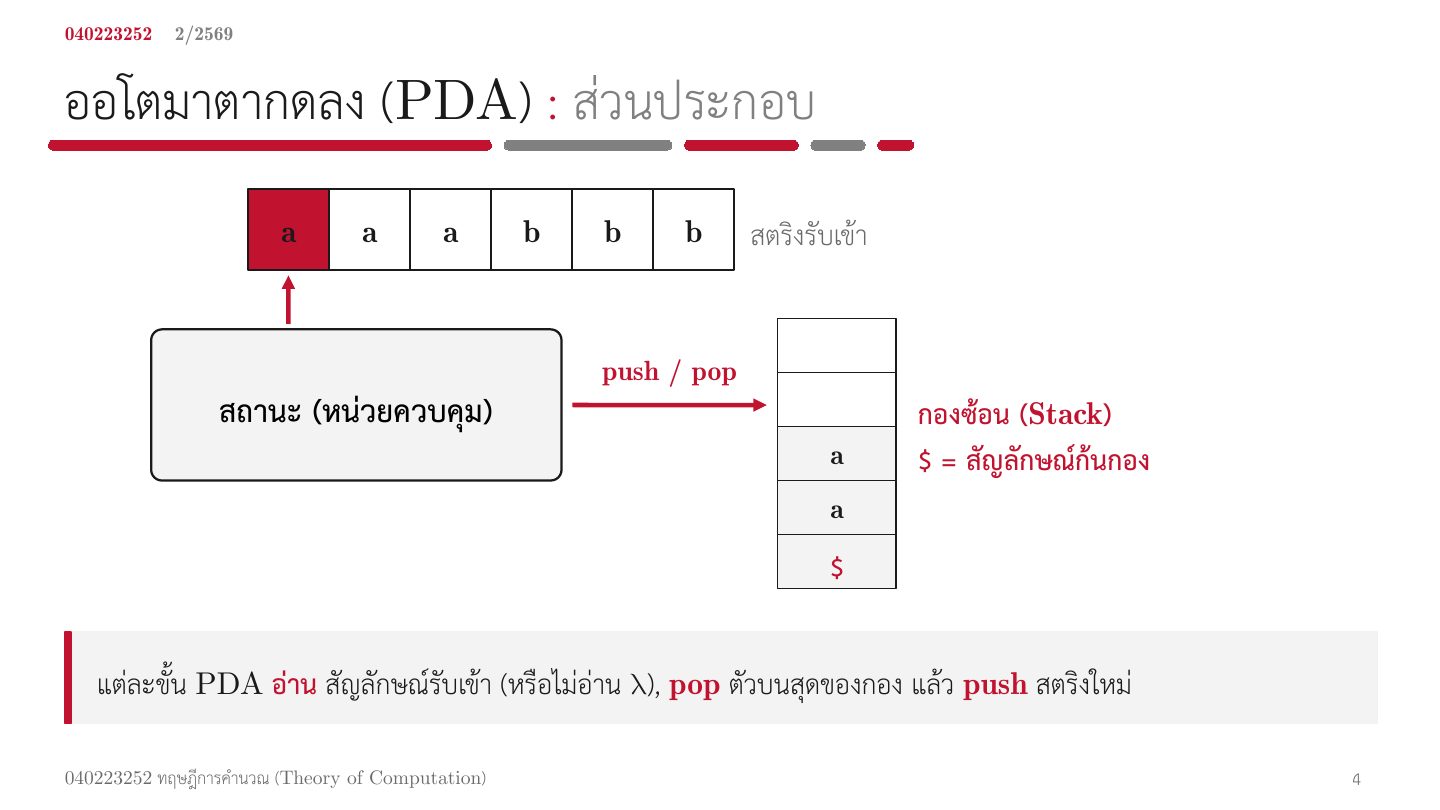 040223252 2/2569
ออโตมาตากดลง (PDA) : ส่วนประกอบ
a a a b b b สตริงรับเข้า
push / pop
สถานะ (หน่วยควบคุม)
กองซ้อน (Stack)
a
$ = สัญลักษณ์ก้นกอง
a
$
แต่ละขั้น PDA อ่าน สัญลักษณ์รับเข้า (หรือไม่อ่าน λ), pop ตัวบนสุดของกอง แล้ว push สตริงใหม่
040223252 ทฤษฎีการคำนวณ (Theory of Computation) 4